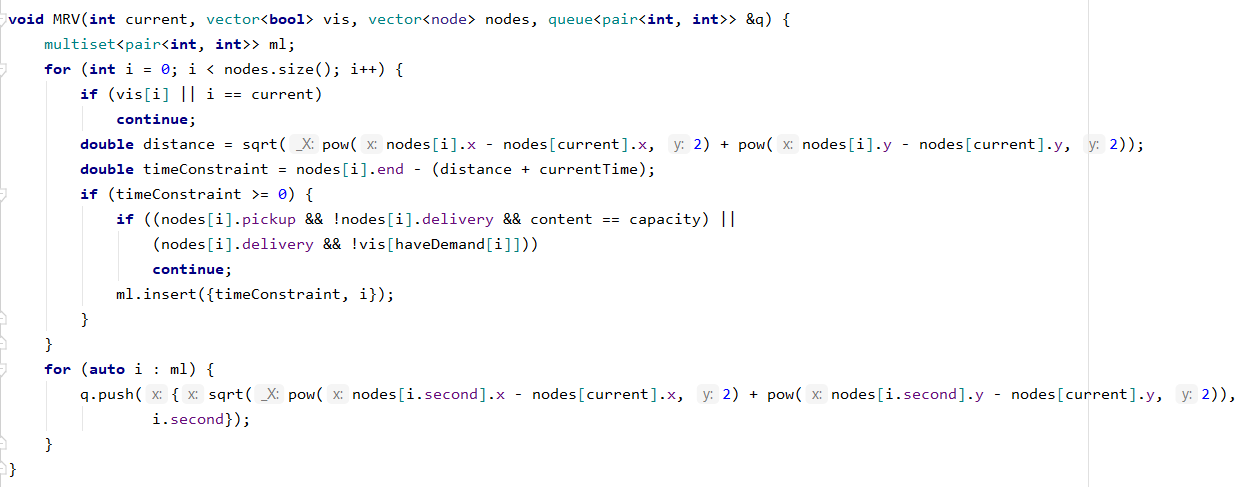 void MRV(int current, vector<bool> vis, vector<node> nodes, queue<pair<int, int>> &q) {
    multiset<pair<int, int>> ml;
    for (int i = 0; i < nodes.size(); i++) {
        if (vis[i] || i == current)
            continue;
        double distance = sqrt( _X: pow( x: nodes[i].x - nodes[current].x, y: 2) + pow( x: nodes[i].y - nodes[current].y, y: 2));
        double timeConstraint = nodes[i].end - (distance + currentTime);
        if (timeConstraint >= 0) {
            if ((nodes[i].pickup && !nodes[i].delivery && content == capacity) ||
                (nodes[i].delivery && !vis[haveDemand[i]]))
                continue;
            ml.insert({timeConstraint, i});
        }
    }
    for (auto i : ml) {
        q.push( x: { x: sqrt( _X: pow( x: nodes[i.second].x - nodes[current].x, y: 2) + pow( x: nodes[i.second].y - nodes[current].y, y: 2)),
                i.second});
    }
}